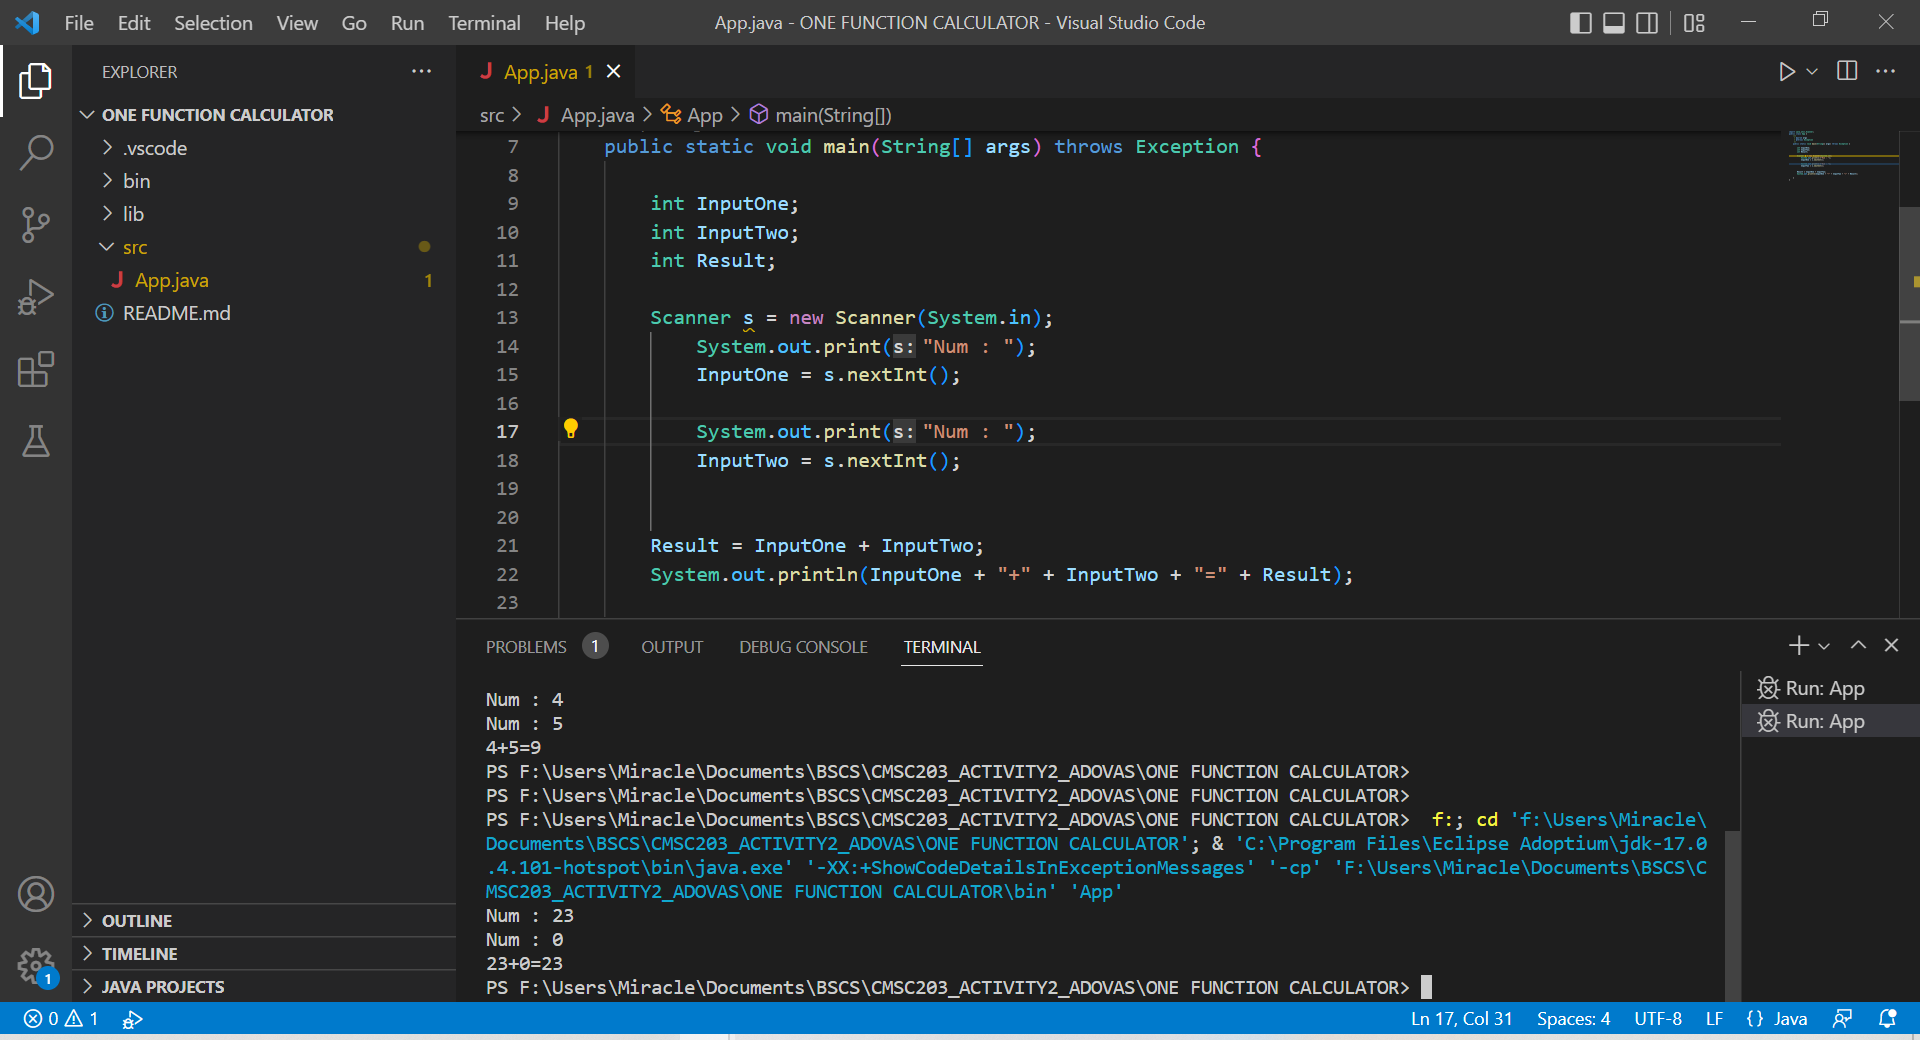 File Edit Selection View Go Run Terminal Help App.java - ONE FUNCTION CALCULATOR - Visual Studio Code
EXPLORER
ONE FUNCTION CALCULATOR
.vscode
bin
lib
src
App.java 1
README.md
OUTLINE
TIMELINE
JAVA PROJECTS
App.java 1
src > App.java > App > main(String[])
7 public static void main(String[] args) throws Exception {
8
9 int InputOne;
10 int InputTwo;
11 int Result;
12
13 Scanner s = new Scanner(System.in);
14 System.out.print(s: "Num : ");
15 InputOne = s.nextInt();
16
17 System.out.print(s: "Num : ");
18 InputTwo = s.nextInt();
19
20
21 Result = InputOne + InputTwo;
22 System.out.println(InputOne + "+" + InputTwo + "=" + Result);
23
PROBLEMS 1 OUTPUT DEBUG CONSOLE TERMINAL
Num : 4
Num : 5
4+5=9
PS F:\Users\Miracle\Documents\BSCS\CMSC203_ACTIVITY2_ADOVAS\ONE FUNCTION CALCULATOR>
PS F:\Users\Miracle\Documents\BSCS\CMSC203_ACTIVITY2_ADOVAS\ONE FUNCTION CALCULATOR>
PS F:\Users\Miracle\Documents\BSCS\CMSC203_ACTIVITY2_ADOVAS\ONE FUNCTION CALCULATOR>  f:; cd 'f:\Users\Miracle\
Documents\BSCS\CMSC203_ACTIVITY2_ADOVAS\ONE FUNCTION CALCULATOR'; & 'C:\Program Files\Eclipse Adoptium\jdk-17.0
.4.101-hotspot\bin\java.exe' '-XX:+ShowCodeDetailsInExceptionMessages' '-cp' 'F:\Users\Miracle\Documents\BSCS\C
MSC203_ACTIVITY2_ADOVAS\ONE FUNCTION CALCULATOR\bin' 'App'
Num : 23
Num : 0
23+0=23
PS F:\Users\Miracle\Documents\BSCS\CMSC203_ACTIVITY2_ADOVAS\ONE FUNCTION CALCULATOR>
Run: App
Run: App
1
0 1 Ln 17, Col 31 Spaces: 4 UTF-8 LF {} Java